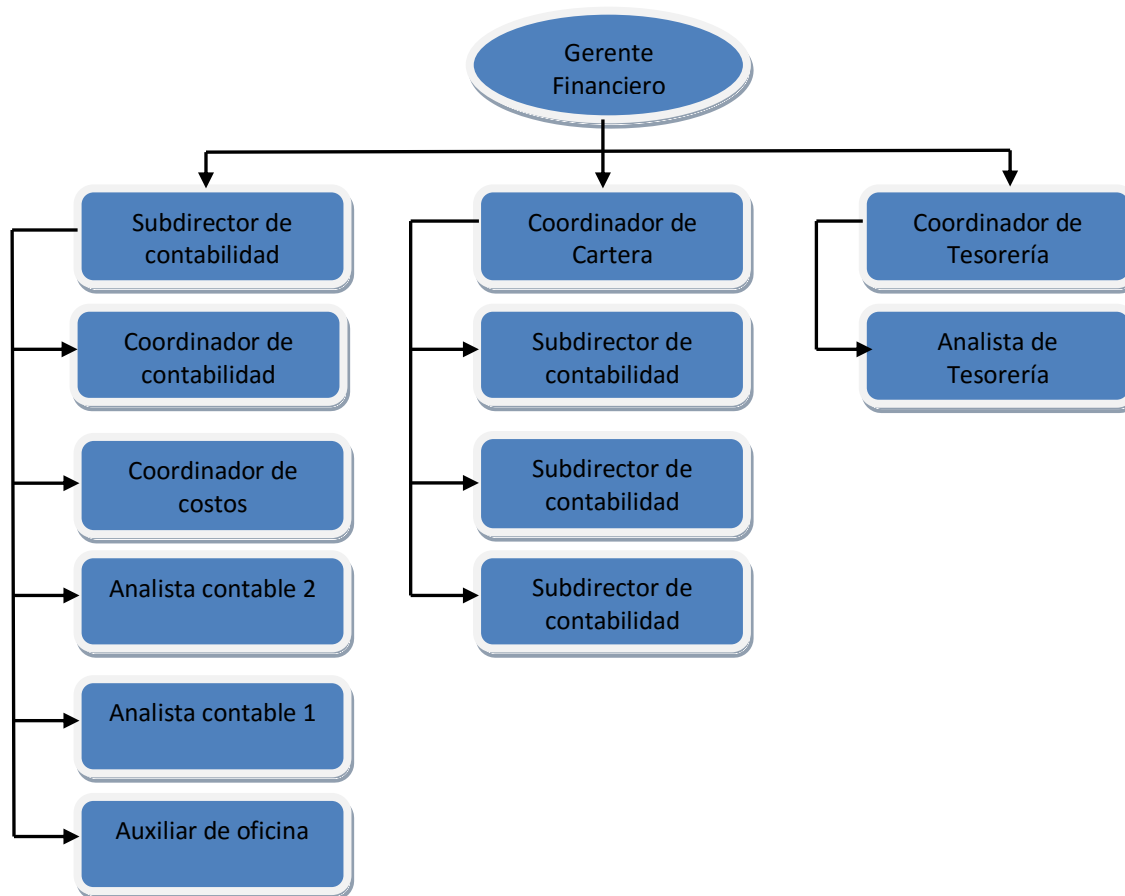 Gerente
Financiero
Subdirector de
contabilidad
Coordinador de
contabilidad
Coordinador de
costos
Analista contable 2
Analista contable 1
Auxiliar de oficina
Coordinador de
Cartera
Subdirector de
contabilidad
Subdirector de
contabilidad
Subdirector de
contabilidad
Coordinador de
Tesorería
Analista de
Tesorería